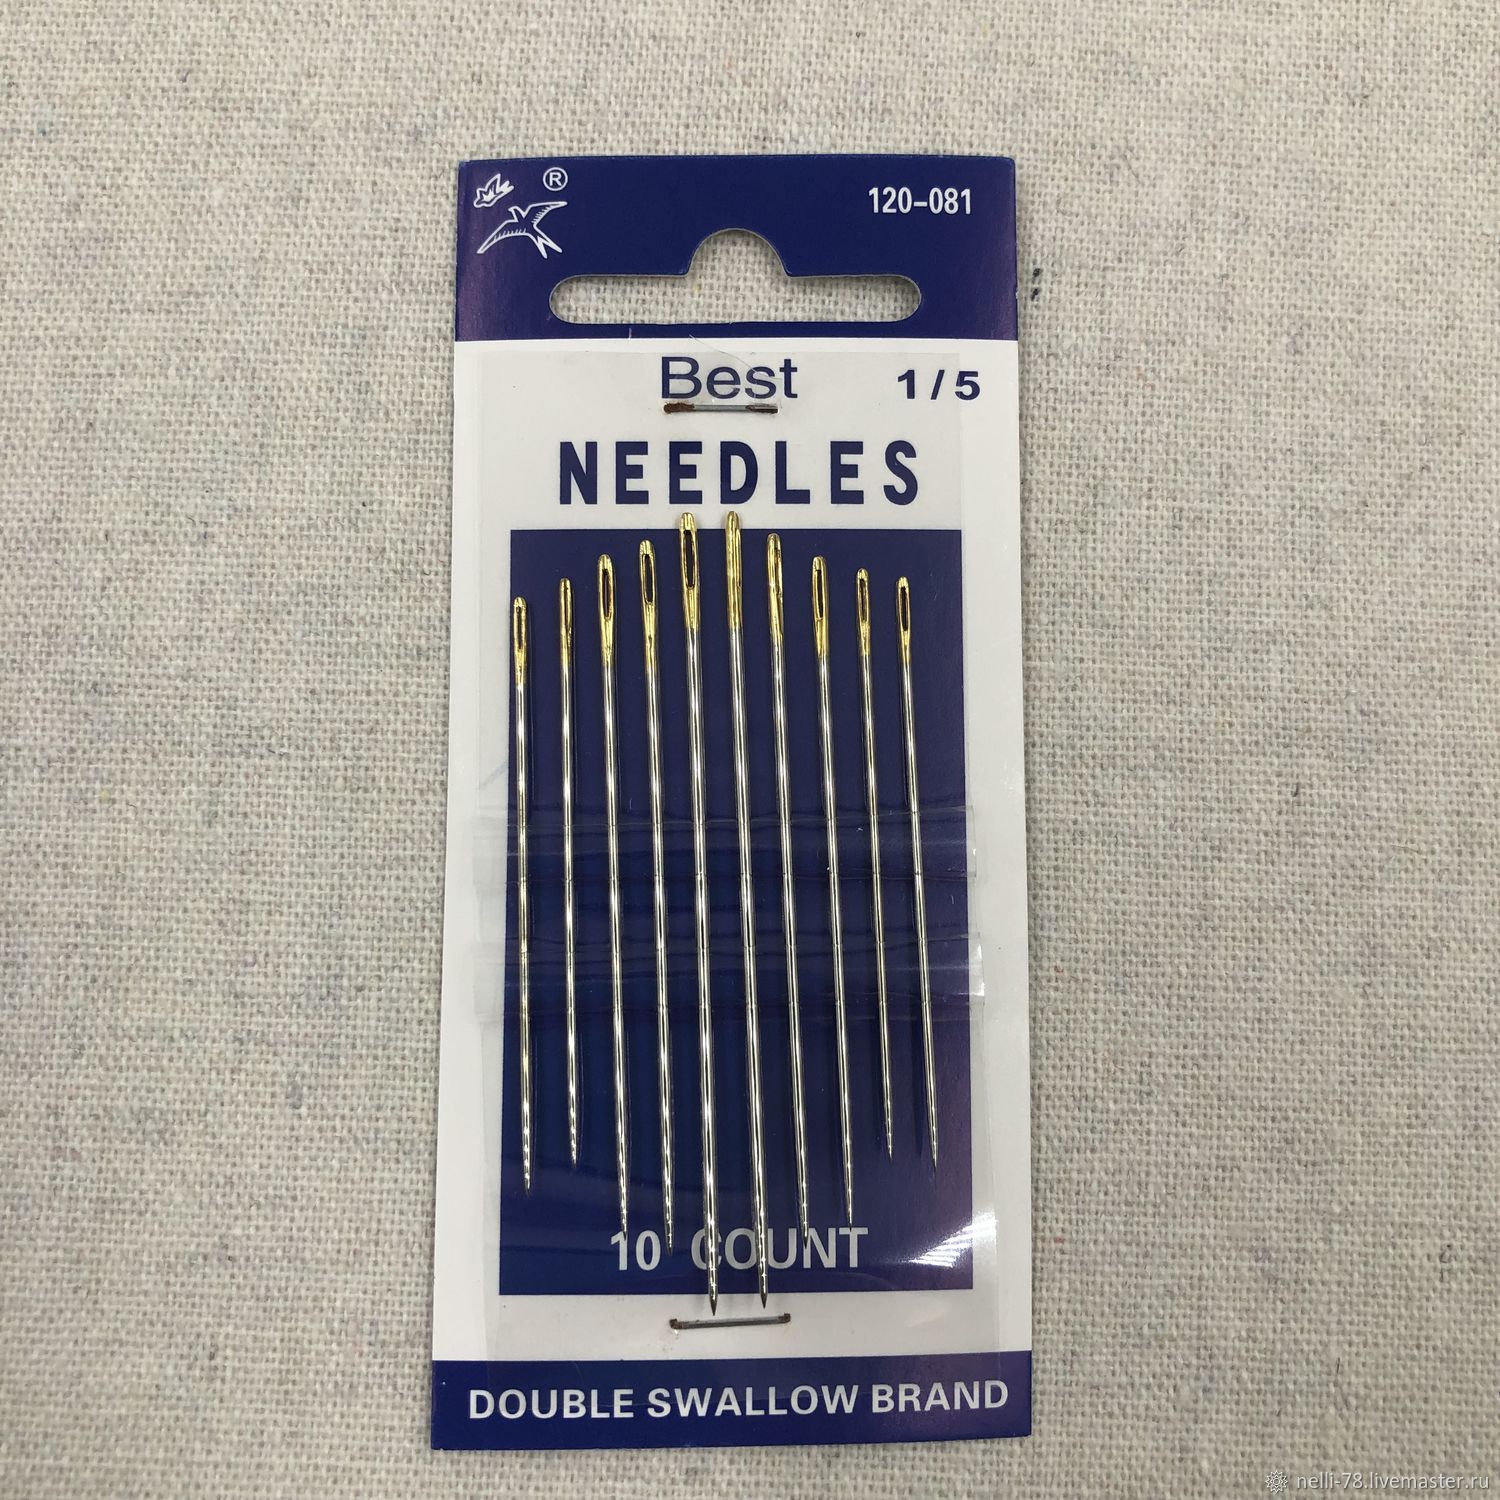 ®
120-081
Best 1/5
NEEDLES
10 COUNT
DOUBLE SWALLOW BRAND
nelli-78.livemaster.ru